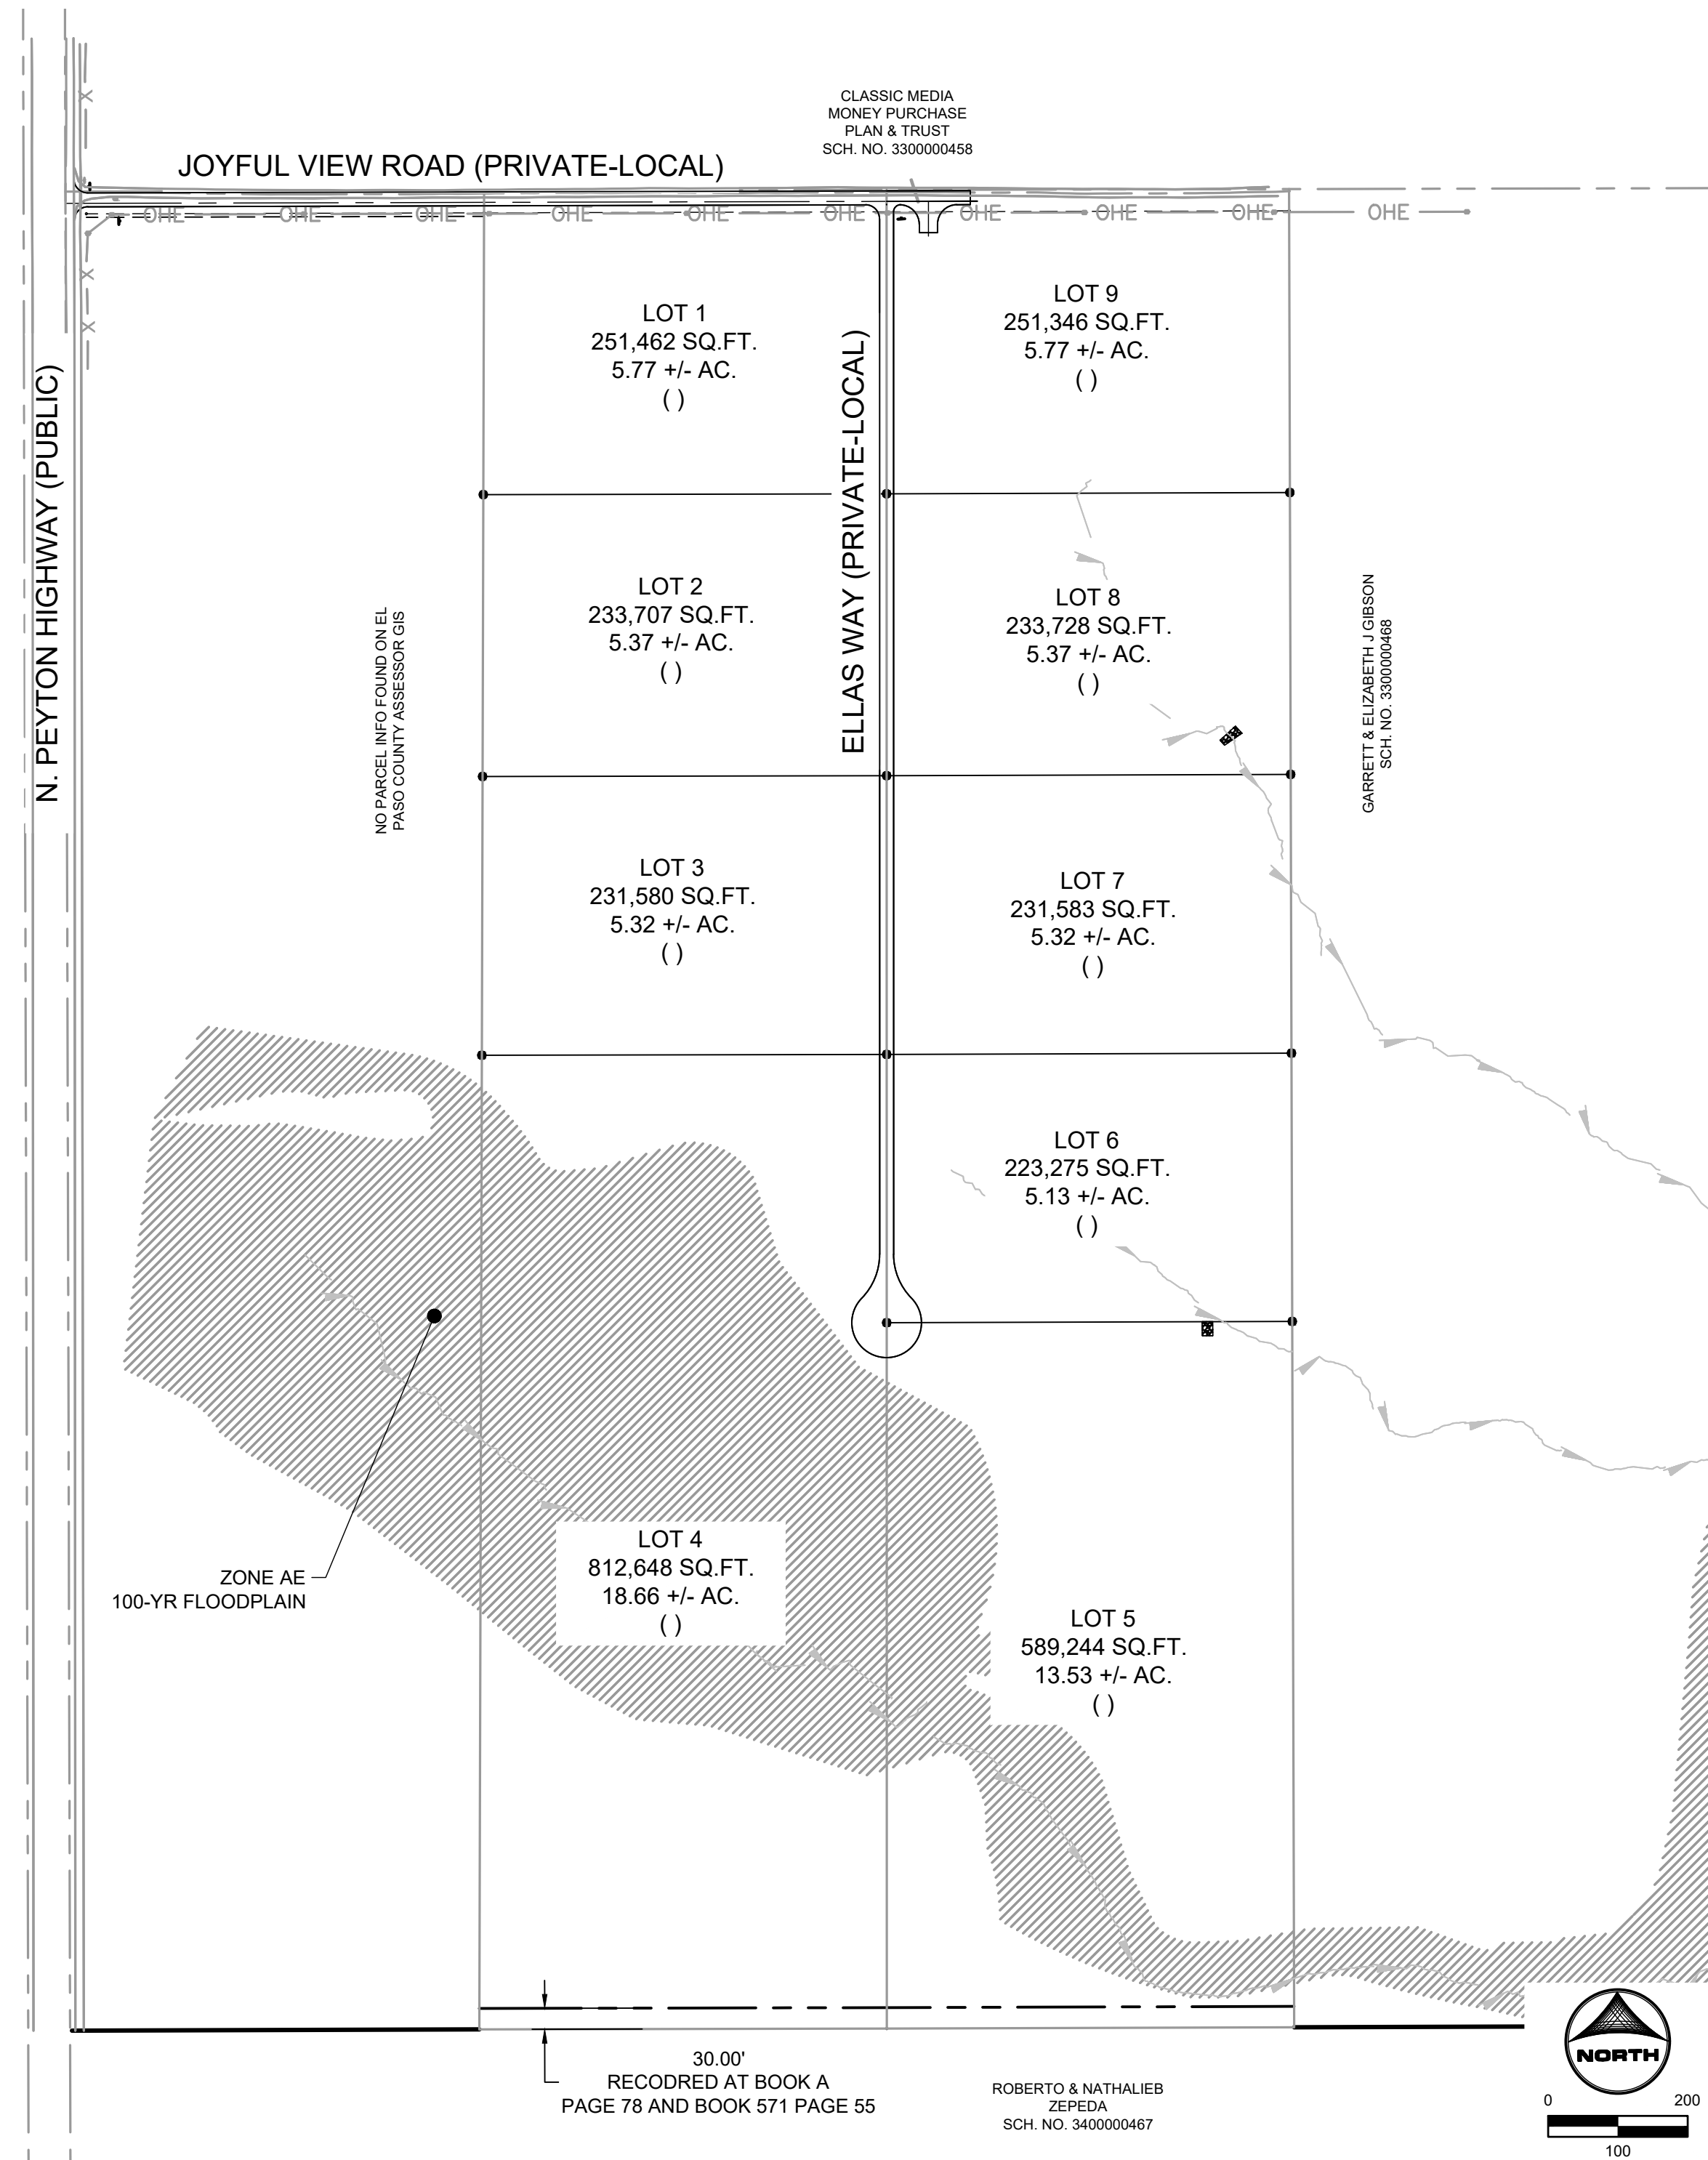 CLASSIC MEDIA
MONEY PURCHASE
PLAN & TRUST
SCH. NO. 3300000458
JOYFUL VIEW ROAD (PRIVATE-LOCAL)
X
OHE
OHE
OHE
OHE
OHE
OHE
OHE
OHE
OHE
OHE
X
X
N. PEYTON HIGHWAY (PUBLIC)
LOT 1
251,462 SQ.FT.
5.77 +/- AC.
( )
ELLAS WAY (PRIVATE-LOCAL)
LOT 9
251,346 SQ.FT.
5.77 +/- AC.
( )
NO PARCEL INFO FOUND ON EL
PASO COUNTY ASSESSOR GIS
LOT 2
233,707 SQ.FT.
5.37 +/- AC.
( )
LOT 8
233,728 SQ.FT.
5.37 +/- AC.
( )
GARRETT & ELIZABETH J GIBSON
SCH. NO. 3300000468
LOT 3
231,580 SQ.FT.
5.32 +/- AC.
( )
LOT 7
231,583 SQ.FT.
5.32 +/- AC.
( )
LOT 6
223,275 SQ.FT.
5.13 +/- AC.
( )
ZONE AE
100-YR FLOODPLAIN
LOT 4
812,648 SQ.FT.
18.66 +/- AC.
( )
LOT 5
589,244 SQ.FT.
13.53 +/- AC.
( )
30.00'
RECODRED AT BOOK A
PAGE 78 AND BOOK 571 PAGE 55
ROBERTO & NATHALIEB
ZEPEDA
SCH. NO. 3400000467
NORTH
0 200
100